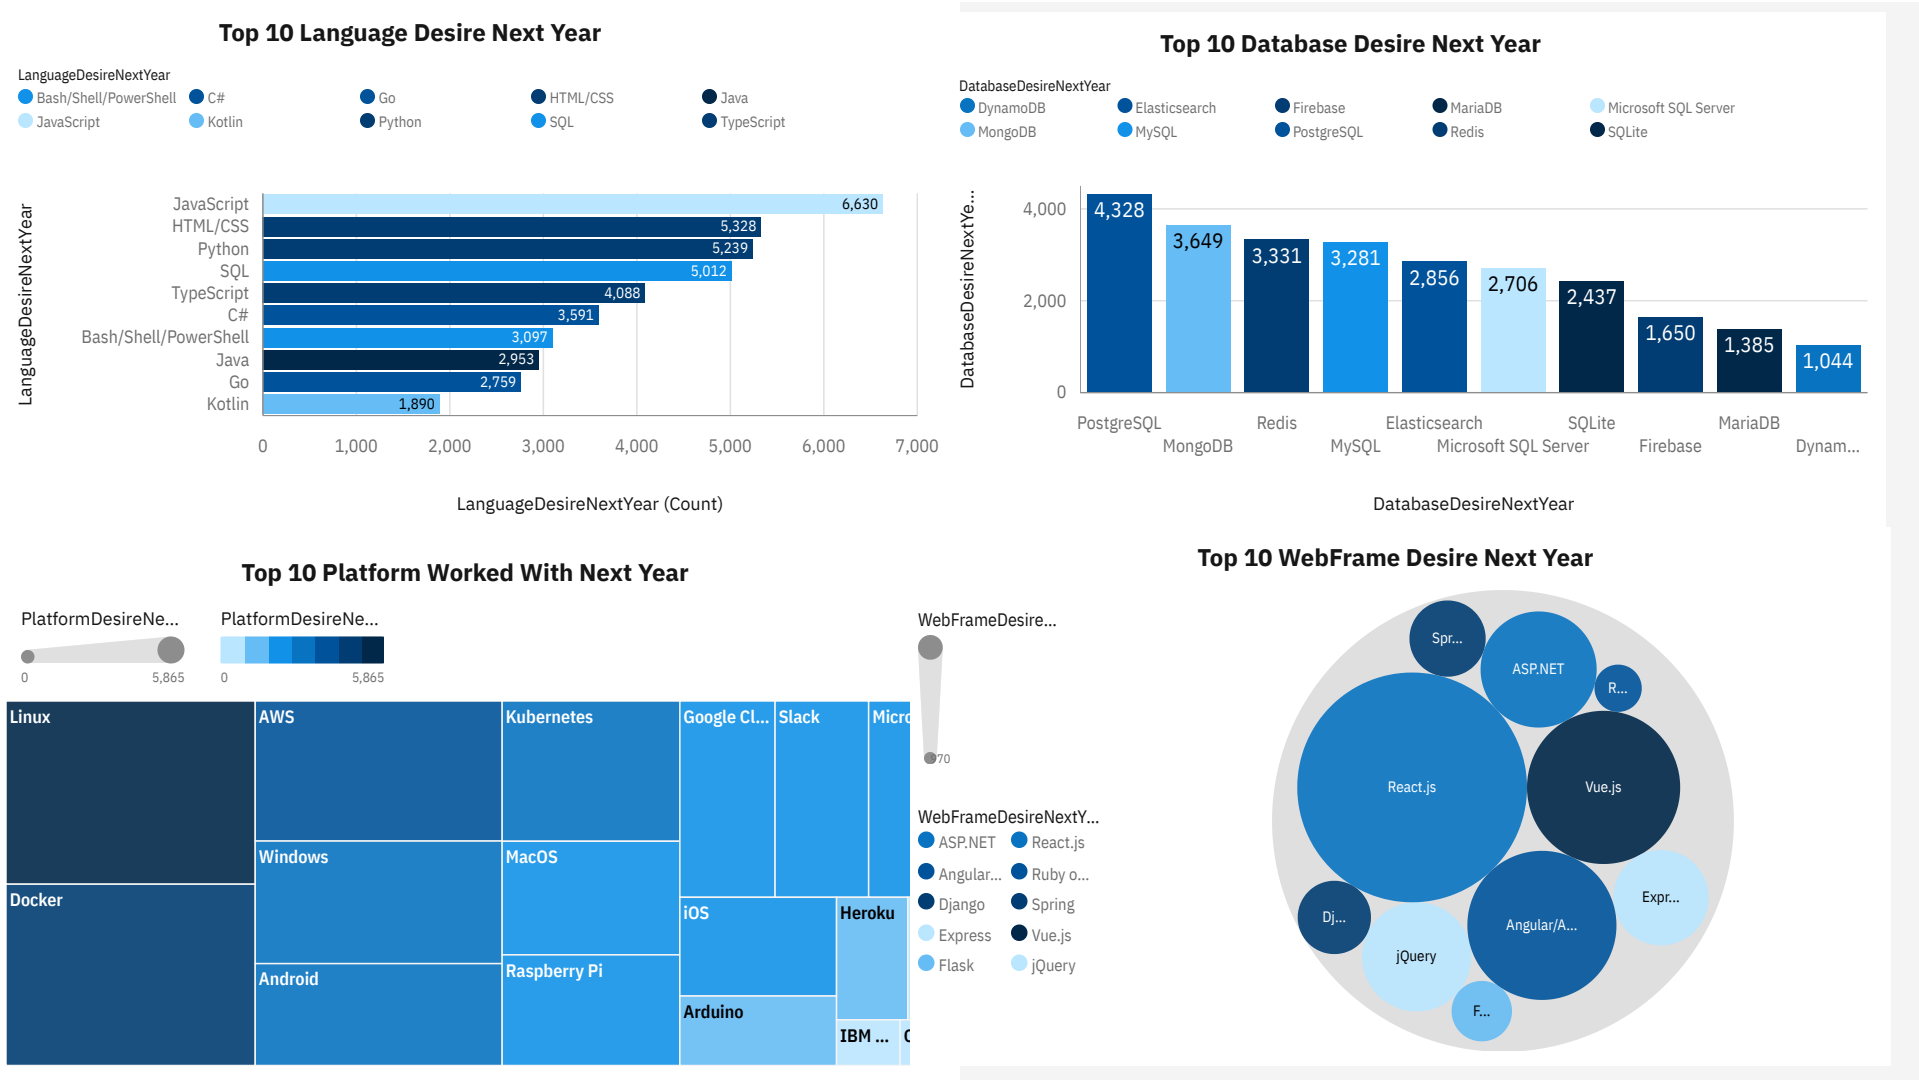 Top 10 Language Desire Next Year
LanguageDesireNextYear
Bash/Shell/PowerShell C# Go HTML/CSS Java
JavaScript Kotlin Python SQL TypeScript
LanguageDesireNextYear
JavaScript 6,630
HTML/CSS 5,328
Python 5,239
SQL 5,012
TypeScript 4,088
C# 3,591
Bash/Shell/PowerShell 3,097
Java 2,953
Go 2,759
Kotlin 1,890
0 1,000 2,000 3,000 4,000 5,000 6,000 7,000
LanguageDesireNextYear (Count)
Top 10 Database Desire Next Year
DatabaseDesireNextYear
DynamoDB Elasticsearch Firebase MariaDB Microsoft SQL Server
MongoDB MySQL PostgreSQL Redis SQLite
DatabaseDesireNextYe...
4,000
2,000
0
4,328 3,649 3,331 3,281 2,856 2,706 2,437 1,650 1,385 1,044
PostgreSQL Redis Elasticsearch SQLite MariaDB
MongoDB MySQL Microsoft SQL Server Firebase Dynam...
DatabaseDesireNextYear
Top 10 Platform Worked With Next Year
PlatformDesireNe... PlatformDesireNe...
0 5,865 0 5,865
Linux AWS Kubernetes Google Cl... Slack Micro
Windows MacOS
Docker iOS Heroku
Android Raspberry Pi
Arduino IBM ...
Top 10 WebFrame Desire Next Year
WebFrameDesire...
970
WebFrameDesireNextY...
ASP.NET React.js
Angular... Ruby o...
Django Spring
Express Vue.js
Flask jQuery
Spr...
ASP.NET
R...
React.js Vue.js
Expr...
Dj... Angular/A...
jQuery
F...